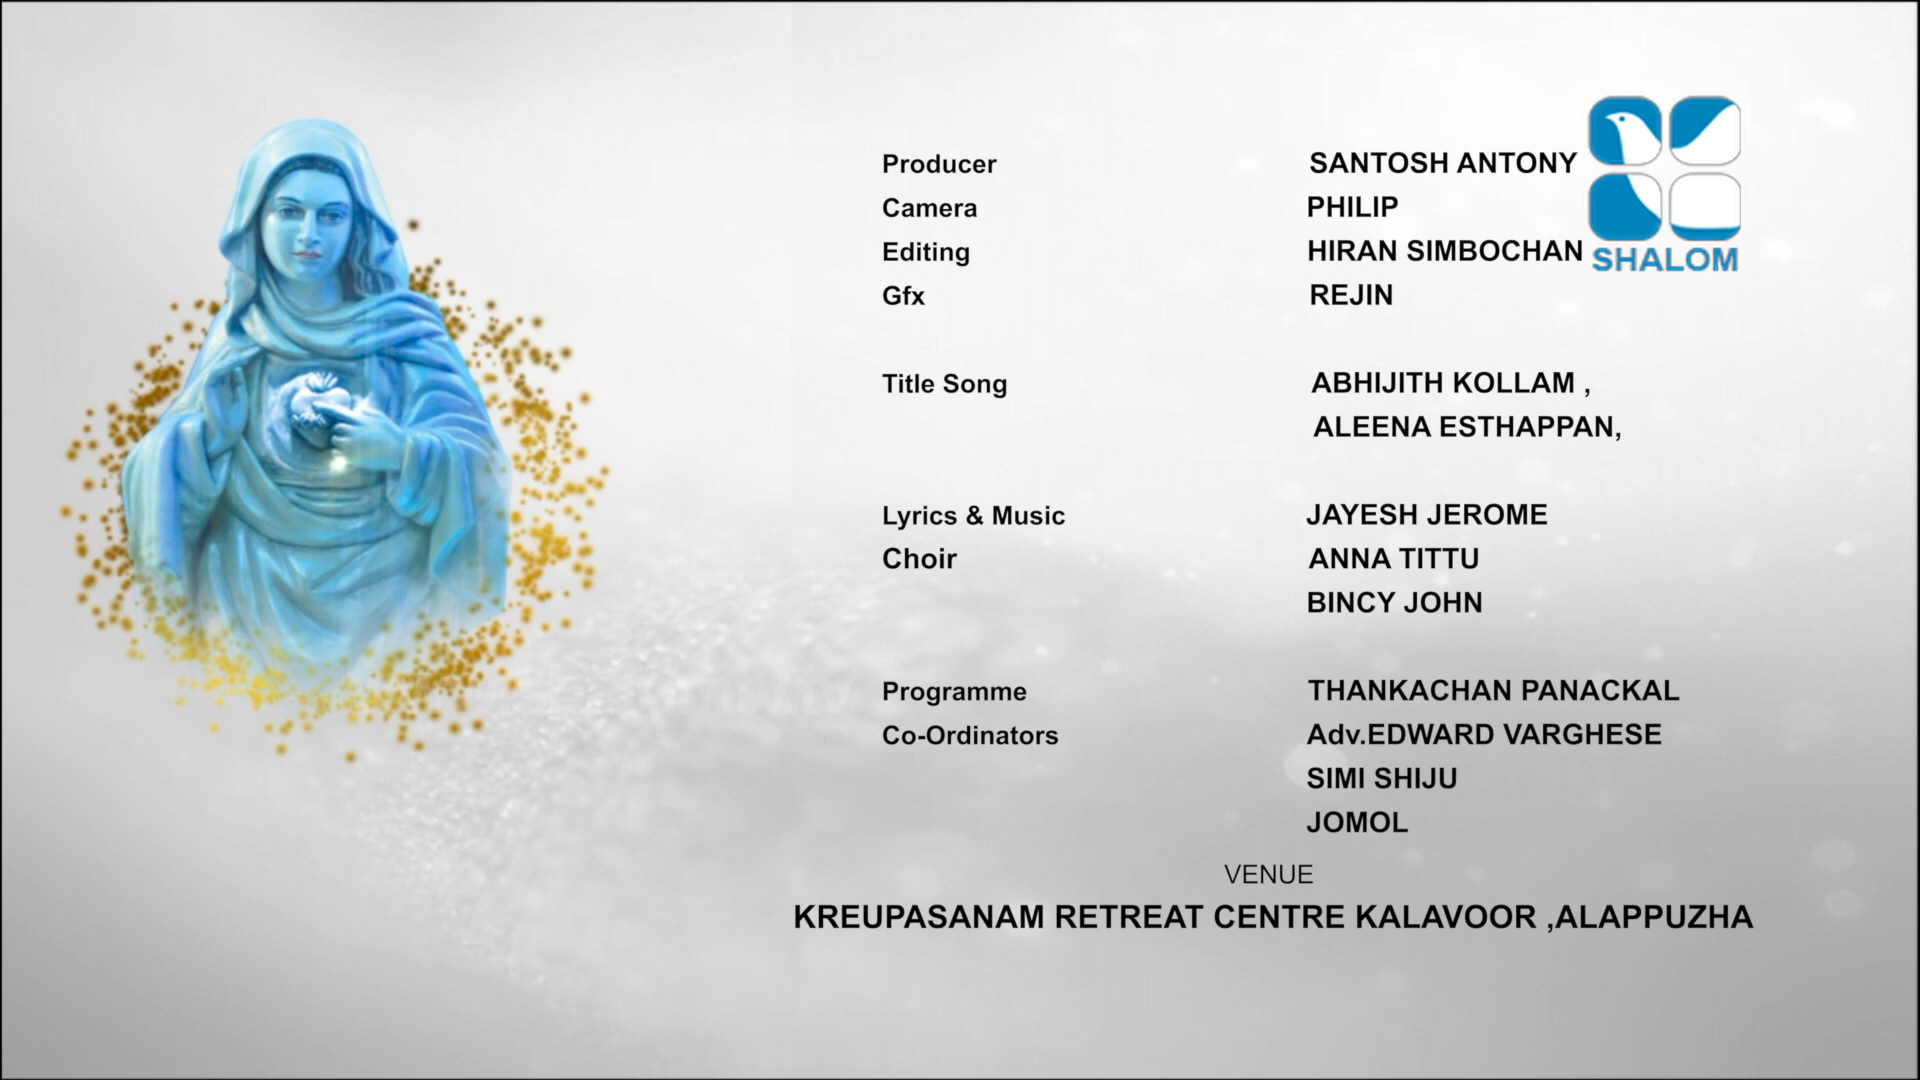 Producer SANTOSH ANTONY
Camera PHILIP
Editing HIRAN SIMBOCHAN
SHALOM
Gfx REJIN
Title Song ABHIJITH KOLLAM ,
ALEENA ESTHAPPAN,
Lyrics & Music JAYESH JEROME
Choir ANNA TITTU
BINCY JOHN
Programme THANKACHAN PANACKAL
Co-Ordinators Adv.EDWARD VARGHESE
SIMI SHIJU
JOMOL
VENUE
KREUPASANAM RETREAT CENTRE KALAVOOR ,ALAPPUZHA